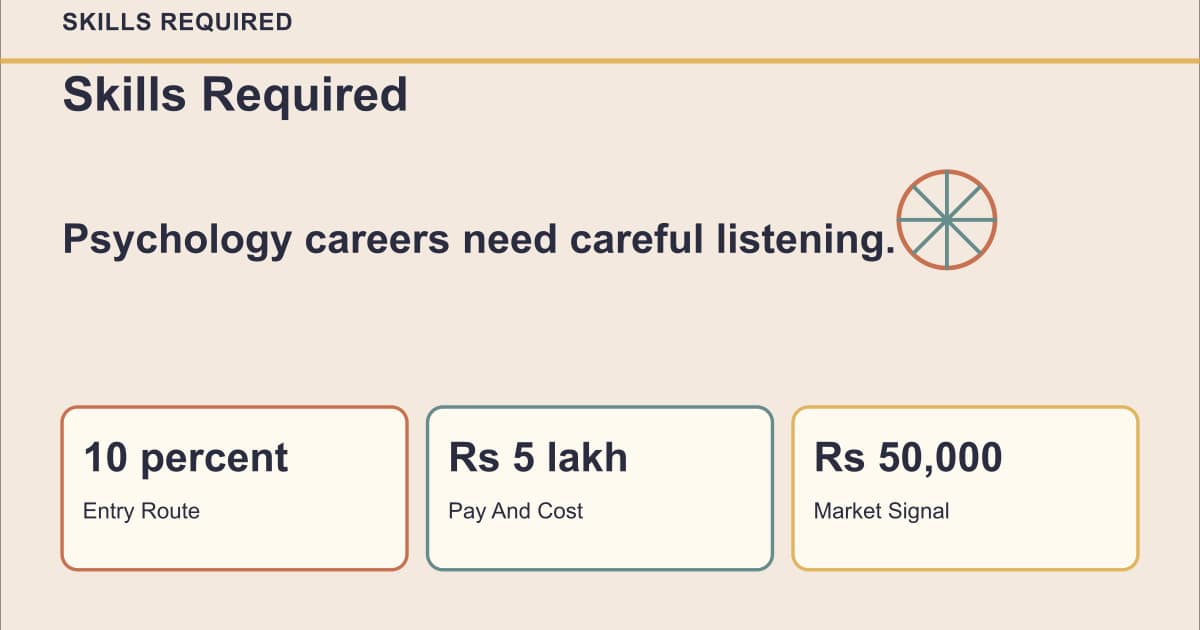 SKILLS REQUIRED
Skills Required
Psychology careers need careful listening.
10 percent
Entry Route
Rs 5 lakh
Pay And Cost
Rs 50,000
Market Signal